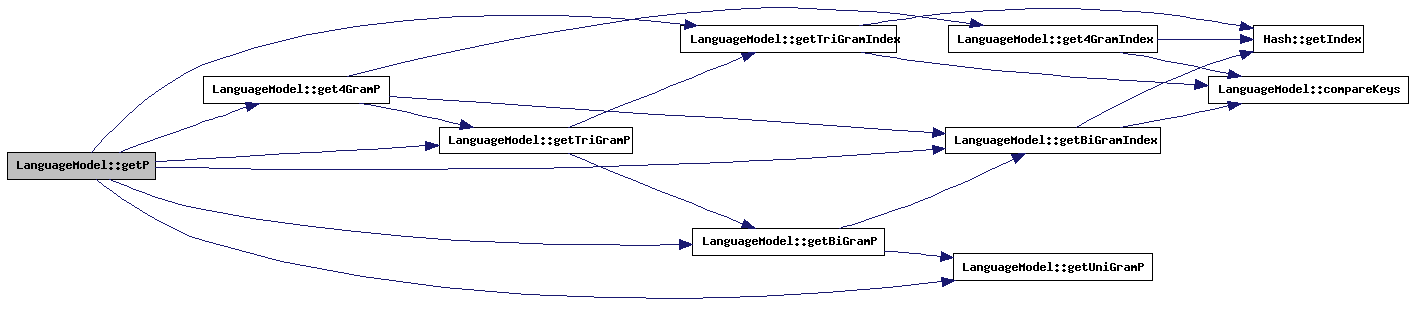 LanguageModel::getTriGramIndex
LanguageModel::get4GramIndex
Hash::getIndex
LanguageModel::get4GramP
LanguageModel::compareKeys
LanguageModel::getTriGramP
LanguageModel::getBiGramIndex
LanguageModel::getP
LanguageModel::getBiGramP
LanguageModel::getUniGramP